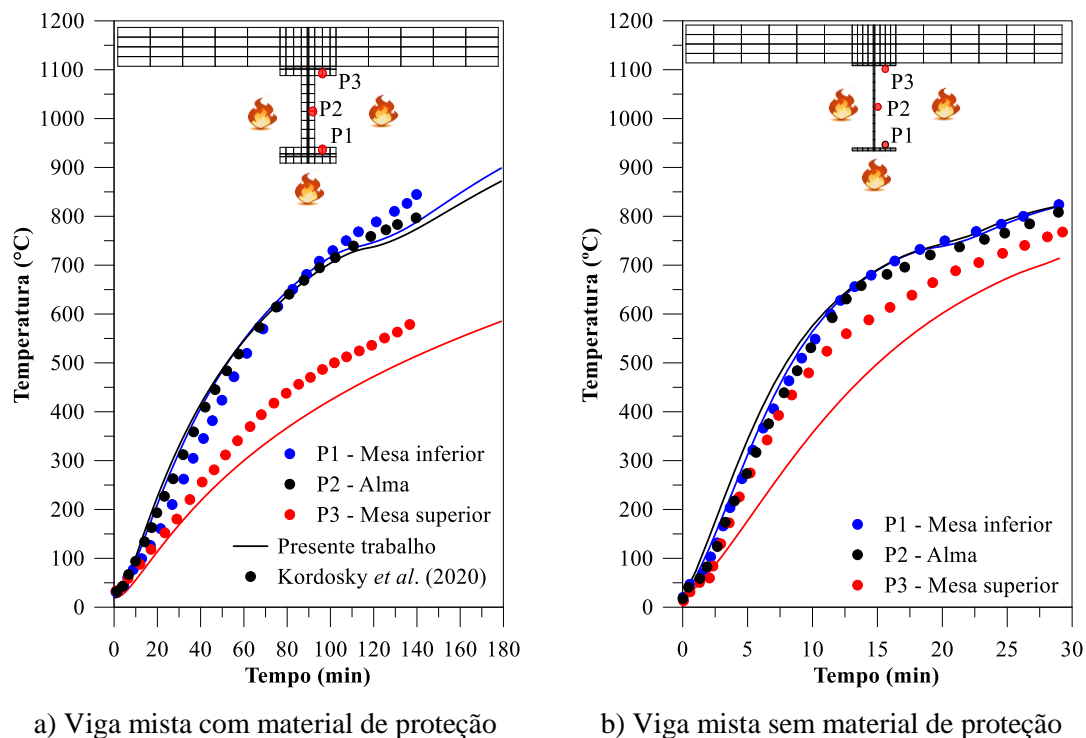 1200
1100
1000
900
800
700
600
500
400
300
200
100
0
Temperatura (ºC)
P3
P2
P1
P1 - Mesa inferior
P2 - Alma
P3 - Mesa superior
Presente trabalho
Kordosky et al. (2020)
0 20 40 60 80 100 120 140 160 180
Tempo (min)
a) Viga mista com material de proteção
1200
1100
1000
900
800
700
600
500
400
300
200
100
0
Temperatura (ºC)
P3
P2
P1
P1 - Mesa inferior
P2 - Alma
P3 - Mesa superior
0 5 10 15 20 25 30
Tempo (min)
b) Viga mista sem material de proteção